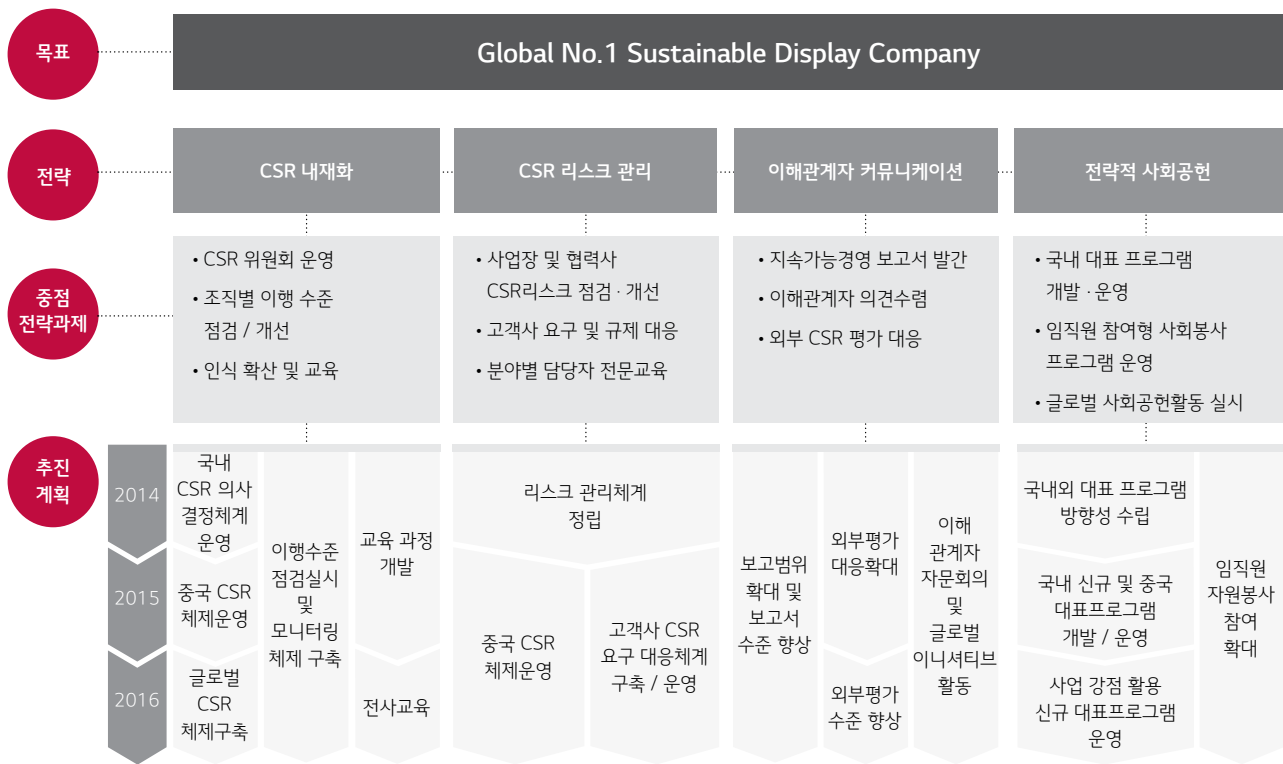 목표
Global No.1 Sustainable Display Company
전략
CSR 내재화
CSR 리스크 관리
이해관계자 커뮤니케이션
전략적 사회공헌
중점
전략과제
• CSR 위원회 운영
• 조직별 이행 수준
점검 / 개선
• 인식 확산 및 교육
• 사업장 및 협력사
CSR리스크 점검 · 개선
• 고객사 요구 및 규제 대응
• 분야별 담당자 전문교육
• 지속가능경영 보고서 발간
• 이해관계자 의견수렴
• 외부 CSR 평가 대응
• 국내 대표 프로그램
개발 · 운영
• 임직원 참여형 사회봉사
프로그램 운영
• 글로벌 사회공헌활동 실시
추진
계획
2014
2015
2016
국내
CSR 의사
결정체계
운영
중국 CSR
체제운영
글로벌
CSR
체제구축
이행수준
점검실시
및
모니터링
체제 구축
교육 과정
개발
전사교육
리스크 관리체계
정립
중국 CSR
체제운영
고객사 CSR
요구 대응체계
구축 / 운영
보고범위
확대 및
보고서
수준 향상
외부평가
대응확대
외부평가
수준 향상
이해
관계자
자문회의
및
글로벌
이니셔티브
활동
국내외 대표 프로그램
방향성 수립
국내 신규 및 중국
대표프로그램
개발 / 운영
사업 강점 활용
신규 대표프로그램
운영
임직원
자원봉사
참여
확대